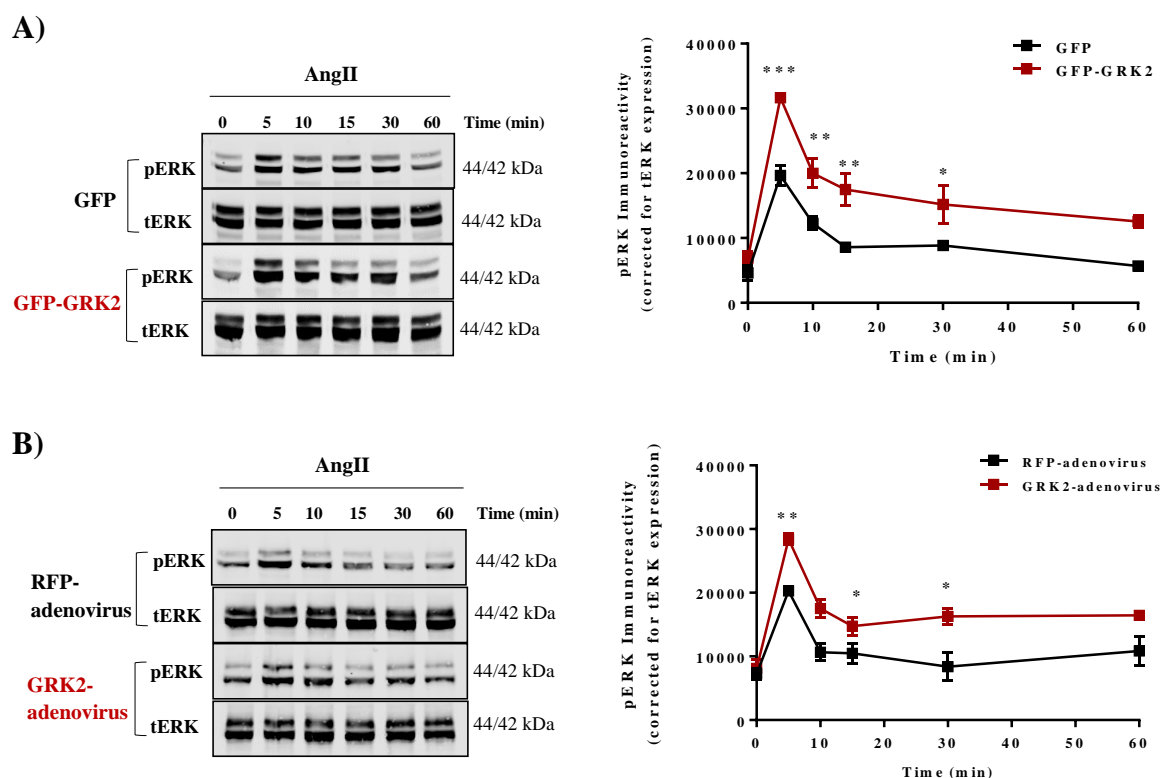 A)
AngII
0 5 10 15 30 60 Time (min)
GFP
pERK 44/42 kDa
tERK 44/42 kDa
GFP-GRK2
pERK 44/42 kDa
tERK 44/42 kDa
pERK Immunoreactivity
(corrected for tERK expression)
40000
30000
20000
10000
0
0 10 20 30 40 50 60
Time (min)
GFP
GFP-GRK2
***
**
**
*
B)
AngII
0 5 10 15 30 60 Time (min)
RFP-
adenovirus
pERK 44/42 kDa
tERK 44/42 kDa
GRK2-
adenovirus
pERK 44/42 kDa
tERK 44/42 kDa
pERK Immunoreactivity
(corrected for tERK expression)
40000
30000
20000
10000
0
0 10 20 30 40 50 60
Time (min)
RFP-adenovirus
GRK2-adenovirus
**
*
*